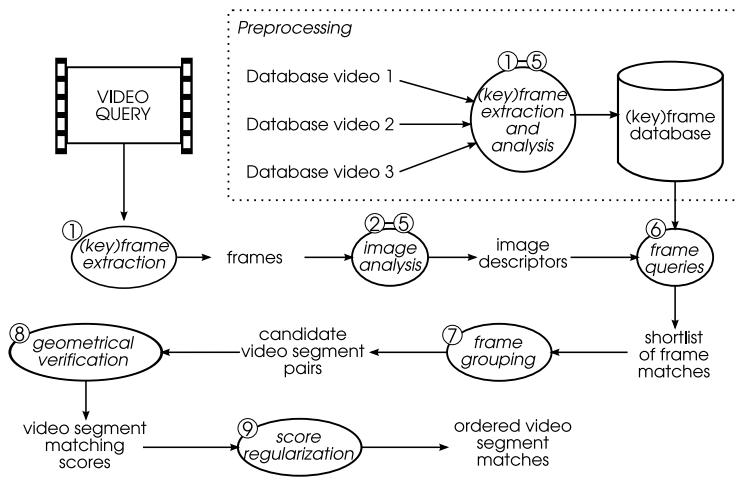 Preprocessing
VIDEO
QUERY
Database video 1
Database video 2
Database video 3
①–⑤
(key)frame
extraction
and
analysis
(key)frame
database
①
(key)frame
extraction
frames
②–⑤
image
analysis
image
descriptors
⑥
frame
queries
⑧
geometrical
verification
candidate
video segment
pairs
⑦
frame
grouping
shortlist
of frame
matches
video segment
matching
scores
⑨
score
regularization
ordered video
segment
matches